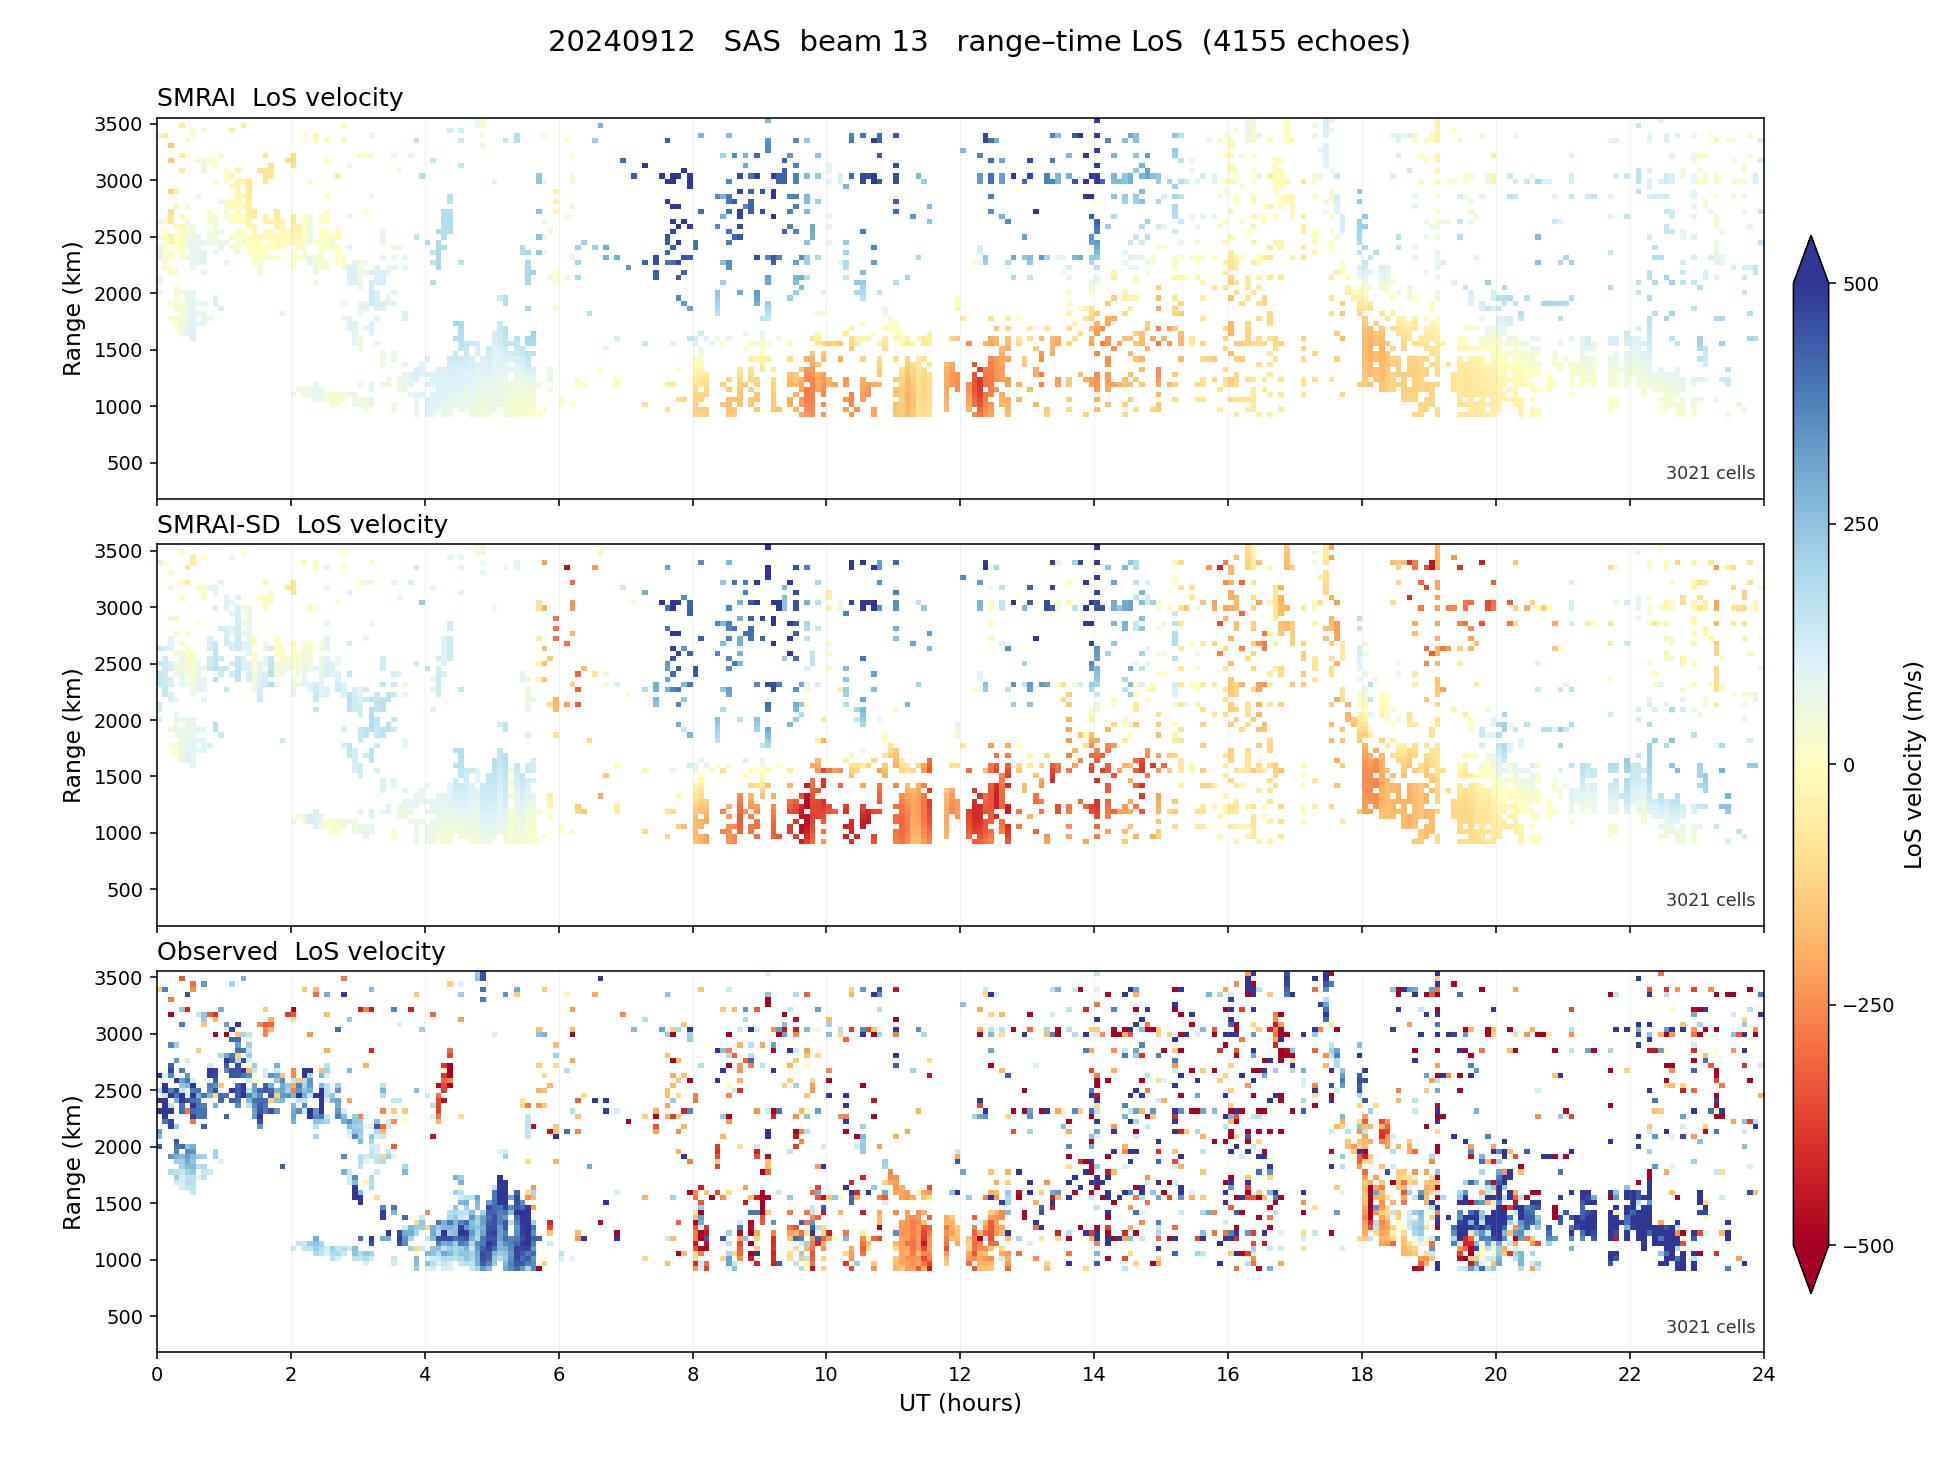 20240912   SAS  beam 13   range–time LoS  (4155 echoes)
SMRAI  LoS velocity
3500
3000
2500
2000
1500
1000
500
Range (km)
3021 cells
SMRAI-SD  LoS velocity
3500
3000
2500
2000
1500
1000
500
Range (km)
3021 cells
Observed  LoS velocity
3500
3000
2500
2000
1500
1000
500
Range (km)
3021 cells
0 2 4 6 8 10 12 14 16 18 20 22 24
UT (hours)
500
250
0
−250
−500
LoS velocity (m/s)